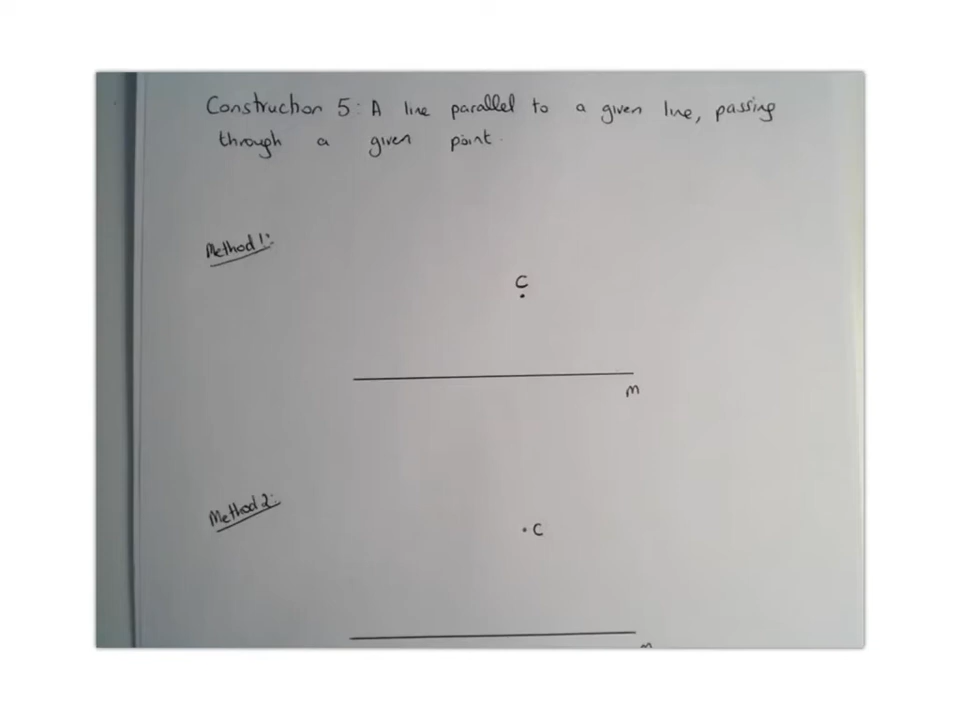 Construction 5: A line parallel to a given line, passing
through a given point.
Method 1:
C
m
Method 2:
C
m